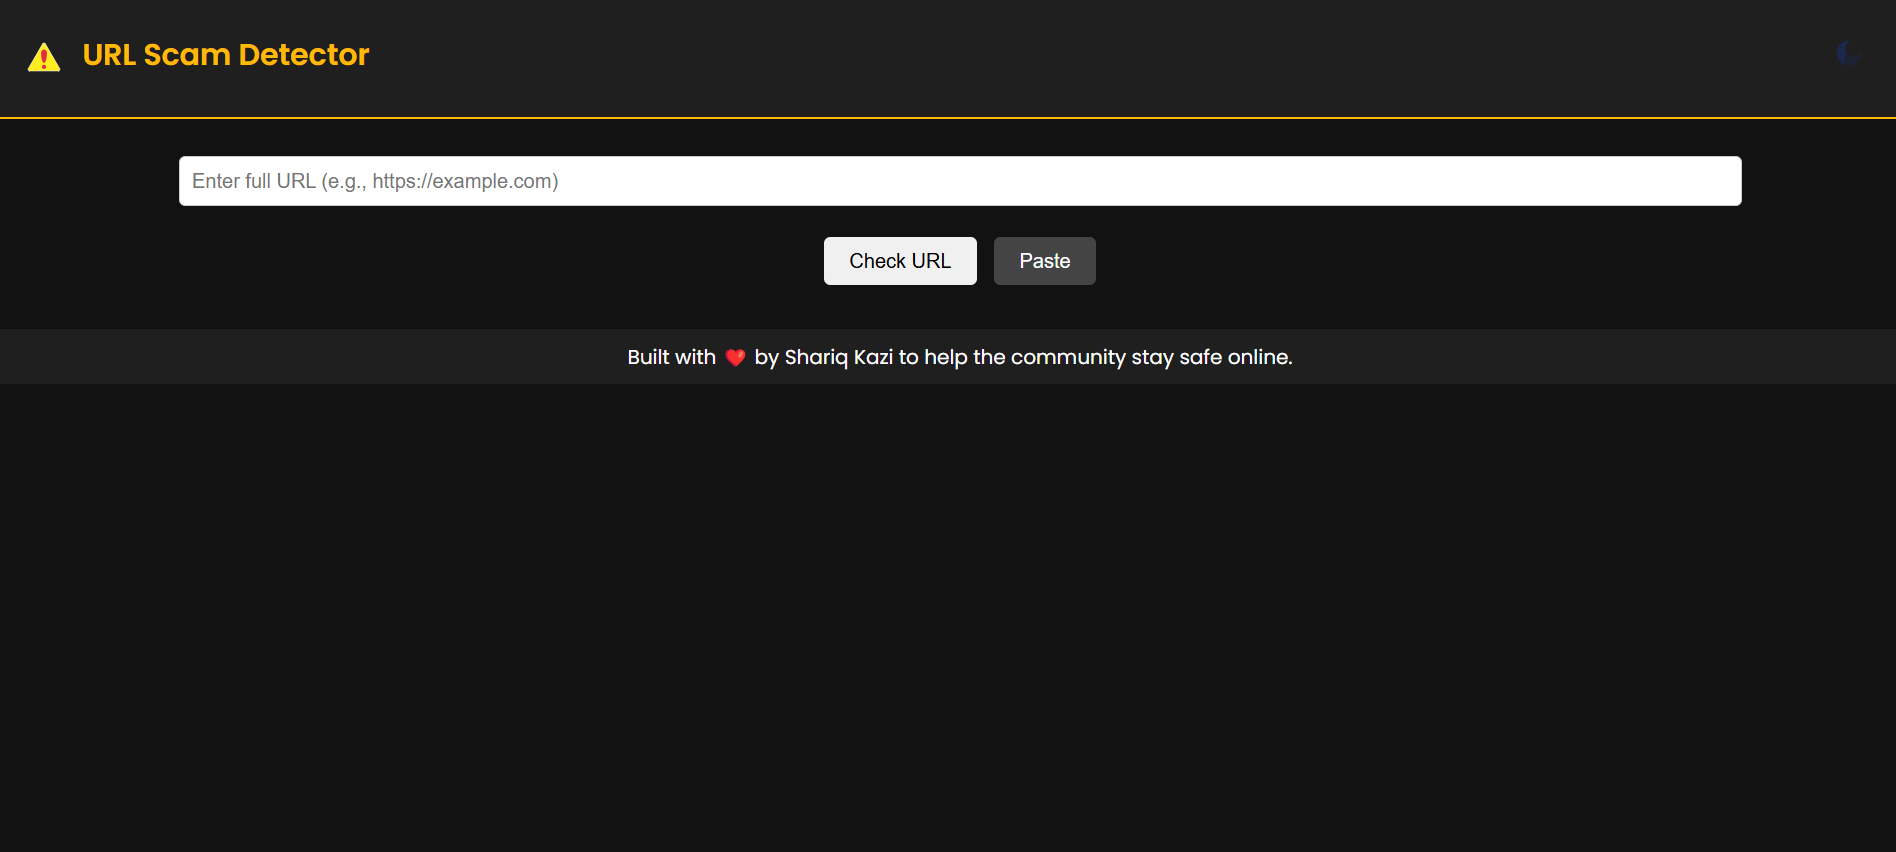 ⚠️ URL Scam Detector
Enter full URL (e.g., https://example.com)
Check URL
Paste
Built with ❤️ by Shariq Kazi to help the community stay safe online.